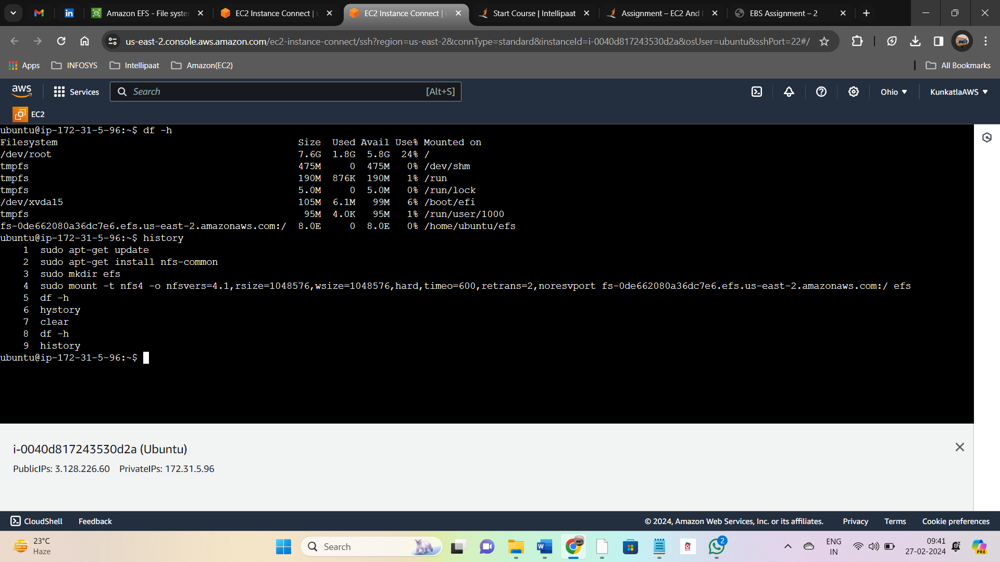 Amazon EFS - File syste
EC2 Instance Connect |
EC2 Instance Connect |
Start Course | Intellipaat
Assignment – EC2 And
EBS Assignment – 2
us-east-2.console.aws.amazon.com/ec2-instance-connect/ssh?region=us-east-2&connType=standard&instanceId=i-0040d817243530d2a&osUser=ubuntu&sshPort=22#/
Apps INFOSYS Intellipaat Amazon(EC2) All Bookmarks
aws Services Search [Alt+S] Ohio KunkatlaAWS
EC2
ubuntu@ip-172-31-5-96:~$ df -h
Filesystem Size Used Avail Use% Mounted on
/dev/root 7.6G 1.8G 5.8G 24% /
tmpfs 475M 0 475M 0% /dev/shm
tmpfs 190M 876K 190M 1% /run
tmpfs 5.0M 0 5.0M 0% /run/lock
/dev/xvda15 105M 6.1M 99M 6% /boot/efi
tmpfs 95M 4.0K 95M 1% /run/user/1000
fs-0de662080a36dc7e6.efs.us-east-2.amazonaws.com:/ 8.0E 0 8.0E 0% /home/ubuntu/efs
ubuntu@ip-172-31-5-96:~$ history
1 sudo apt-get update
2 sudo apt-get install nfs-common
3 sudo mkdir efs
4 sudo mount -t nfs4 -o nfsvers=4.1,rsize=1048576,wsize=1048576,hard,timeo=600,retrans=2,noresvport fs-0de662080a36dc7e6.efs.us-east-2.amazonaws.com:/ efs
5 df -h
6 hystory
7 clear
8 df -h
9 history
ubuntu@ip-172-31-5-96:~$
i-0040d817243530d2a (Ubuntu)
PublicIPs: 3.128.226.60 PrivateIPs: 172.31.5.96
CloudShell Feedback © 2024, Amazon Web Services, Inc. or its affiliates. Privacy Terms Cookie preferences
23°C
Haze
Search
2
ENG
IN
09:41
27-02-2024
PRE